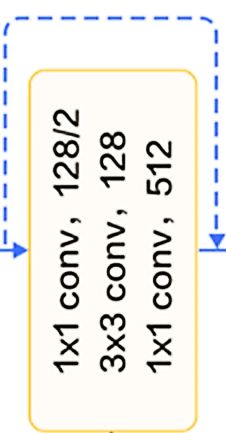 1x1 conv, 128/2
3x3 conv, 128
1x1 conv, 512